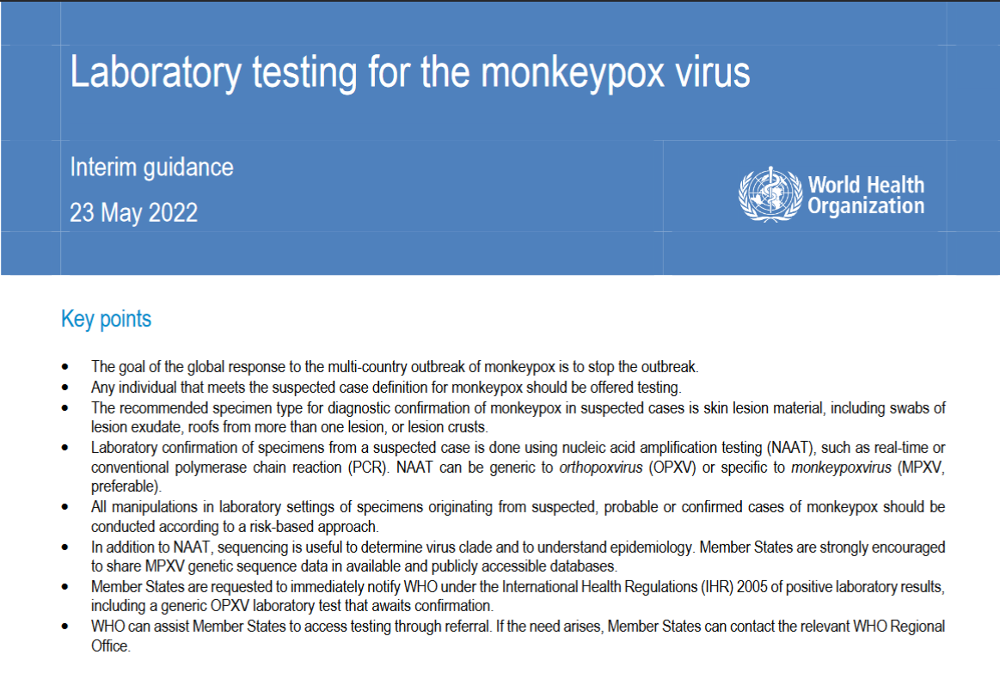 Laboratory testing for the monkeypox virus
Interim guidance
23 May 2022
World Health
Organization
Key points
• The goal of the global response to the multi-country outbreak of monkeypox is to stop the outbreak.
• Any individual that meets the suspected case definition for monkeypox should be offered testing.
• The recommended specimen type for diagnostic confirmation of monkeypox in suspected cases is skin lesion material, including swabs of
lesion exudate, roofs from more than one lesion, or lesion crusts.
• Laboratory confirmation of specimens from a suspected case is done using nucleic acid amplification testing (NAAT), such as real-time or
conventional polymerase chain reaction (PCR). NAAT can be generic to orthopoxvirus (OPXV) or specific to monkeypoxvirus (MPXV,
preferable).
• All manipulations in laboratory settings of specimens originating from suspected, probable or confirmed cases of monkeypox should be
conducted according to a risk-based approach.
• In addition to NAAT, sequencing is useful to determine virus clade and to understand epidemiology. Member States are strongly encouraged
to share MPXV genetic sequence data in available and publicly accessible databases.
• Member States are requested to immediately notify WHO under the International Health Regulations (IHR) 2005 of positive laboratory results,
including a generic OPXV laboratory test that awaits confirmation.
• WHO can assist Member States to access testing through referral. If the need arises, Member States can contact the relevant WHO Regional
Office.